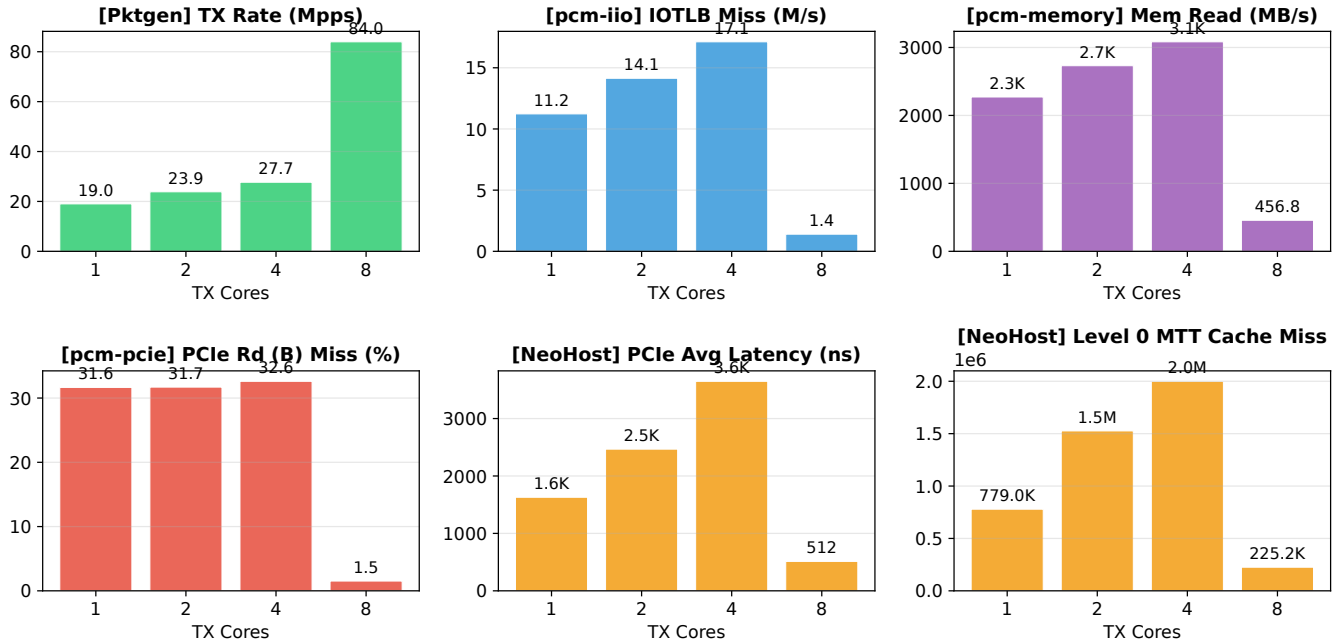 [Pktgen] TX Rate (Mpps)
80
60
40
20
0
19.0
23.9
27.7
84.0
1
2
4
8
TX Cores
[pcm-iio] IOTLB Miss (M/s)
15
10
5
0
11.2
14.1
17.1
1.4
1
2
4
8
TX Cores
[pcm-memory] Mem Read (MB/s)
3000
2000
1000
0
2.3K
2.7K
3.1K
456.8
1
2
4
8
TX Cores
[pcm-pcie] PCIe Rd (B) Miss (%)
30
20
10
0
31.6
31.7
32.6
1.5
1
2
4
8
TX Cores
[NeoHost] PCIe Avg Latency (ns)
3000
2000
1000
0
1.6K
2.5K
3.6K
512
1
2
4
8
TX Cores
[NeoHost] Level 0 MTT Cache Miss
1e6
2.0
1.5
1.0
0.5
0.0
779.0K
1.5M
2.0M
225.2K
1
2
4
8
TX Cores